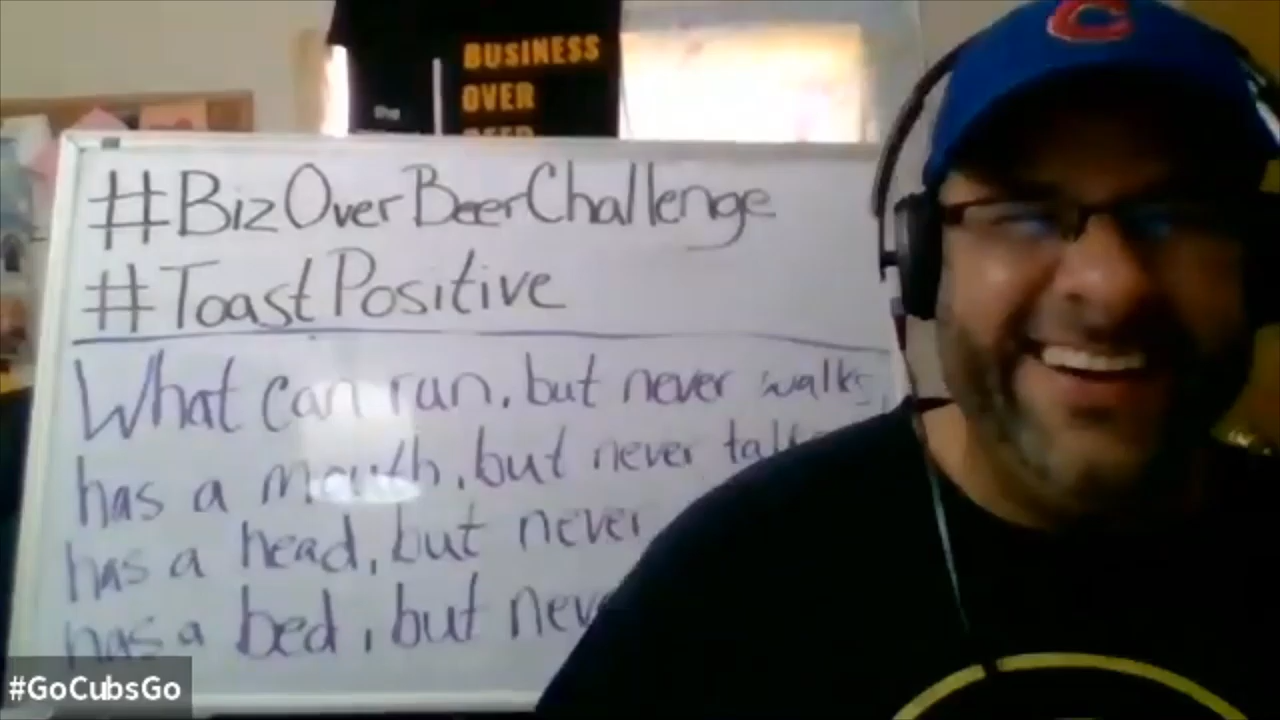 BUSINESS
OVER
the
C
#BizOverBeerChallenge
#ToastPositive
What can run, but never walks,
has a mouth, but never
has a head, but never
has a bed, but
#GoCubsGo